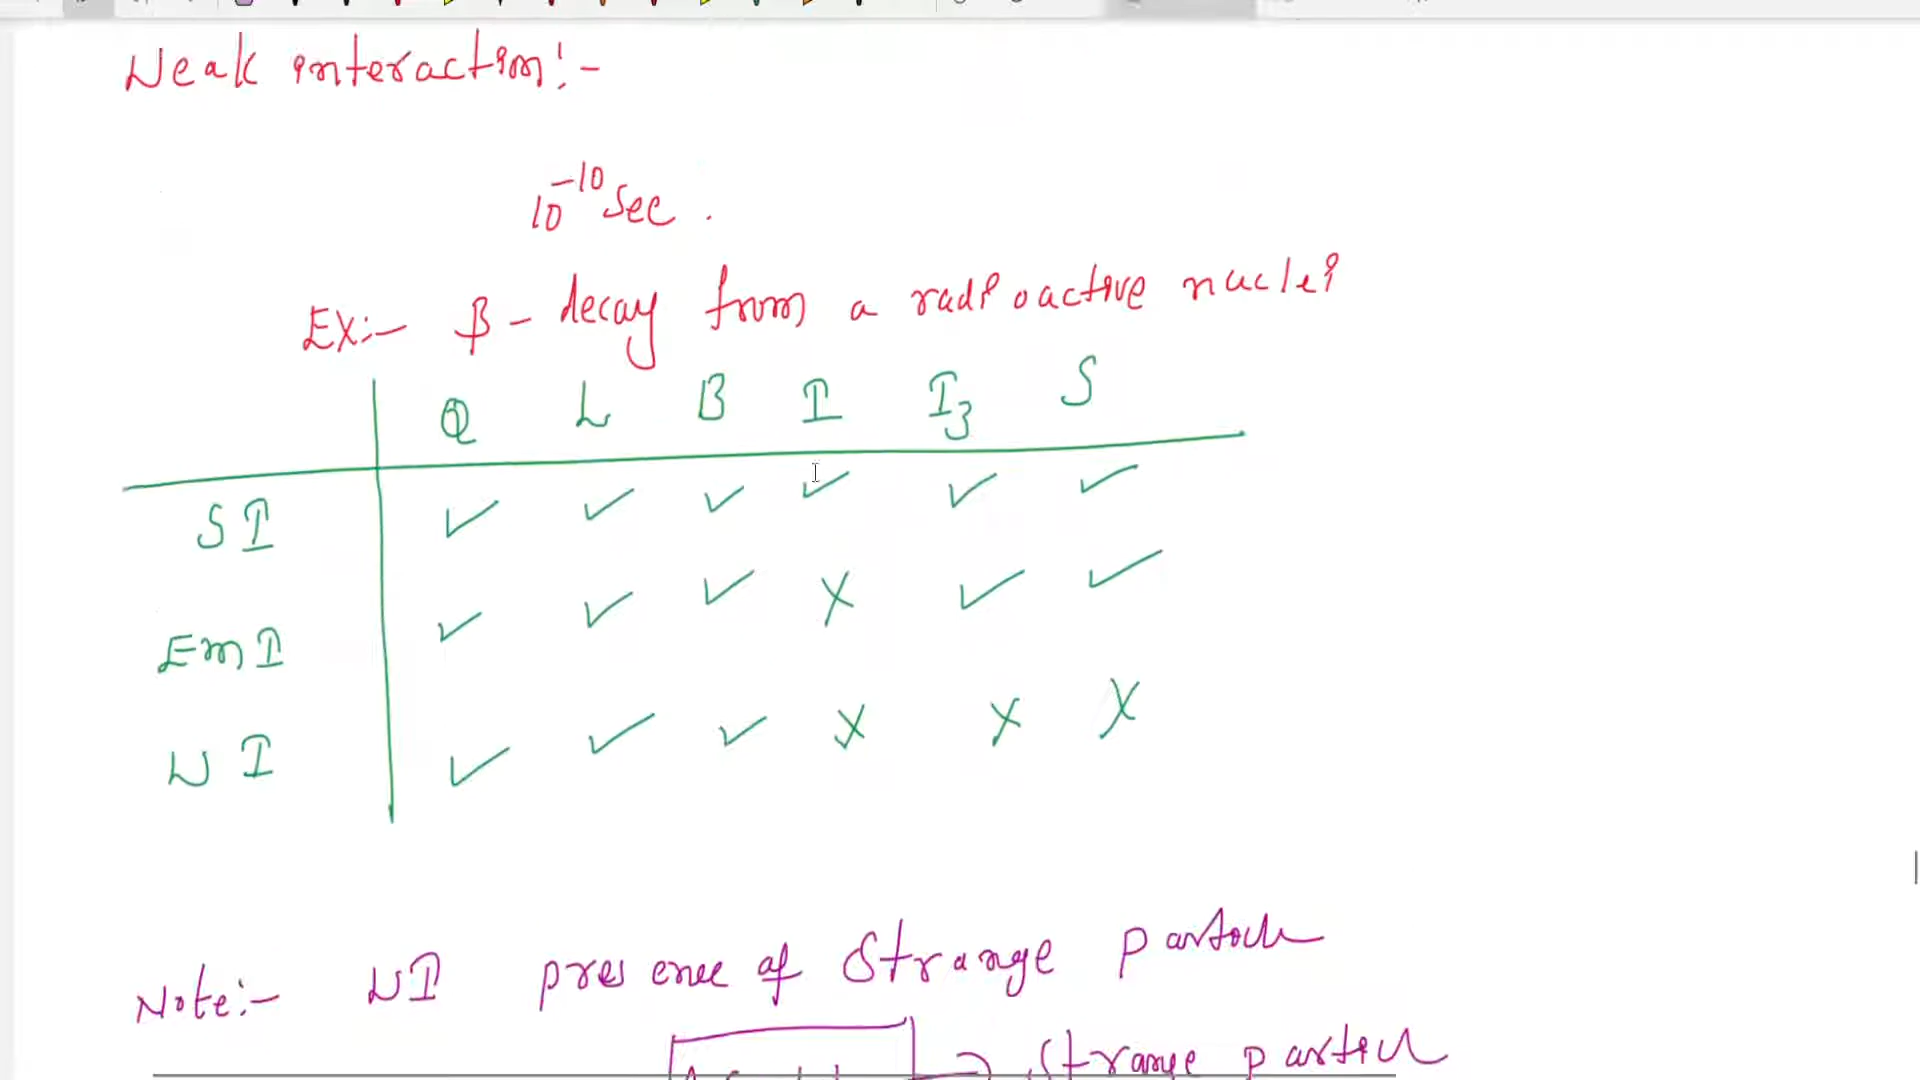 Weak interaction:-
10^-10 Sec.
Ex:- β-decay from a radioactive nuclei
Q L B I I3 S
SI ✓ ✓ ✓ ✓ ✓ ✓
EmI ✓ ✓ ✓ X ✓ ✓
WI ✓ ✓ ✓ X X X
Note:- WI presence of Strange particle
→ Strange particle